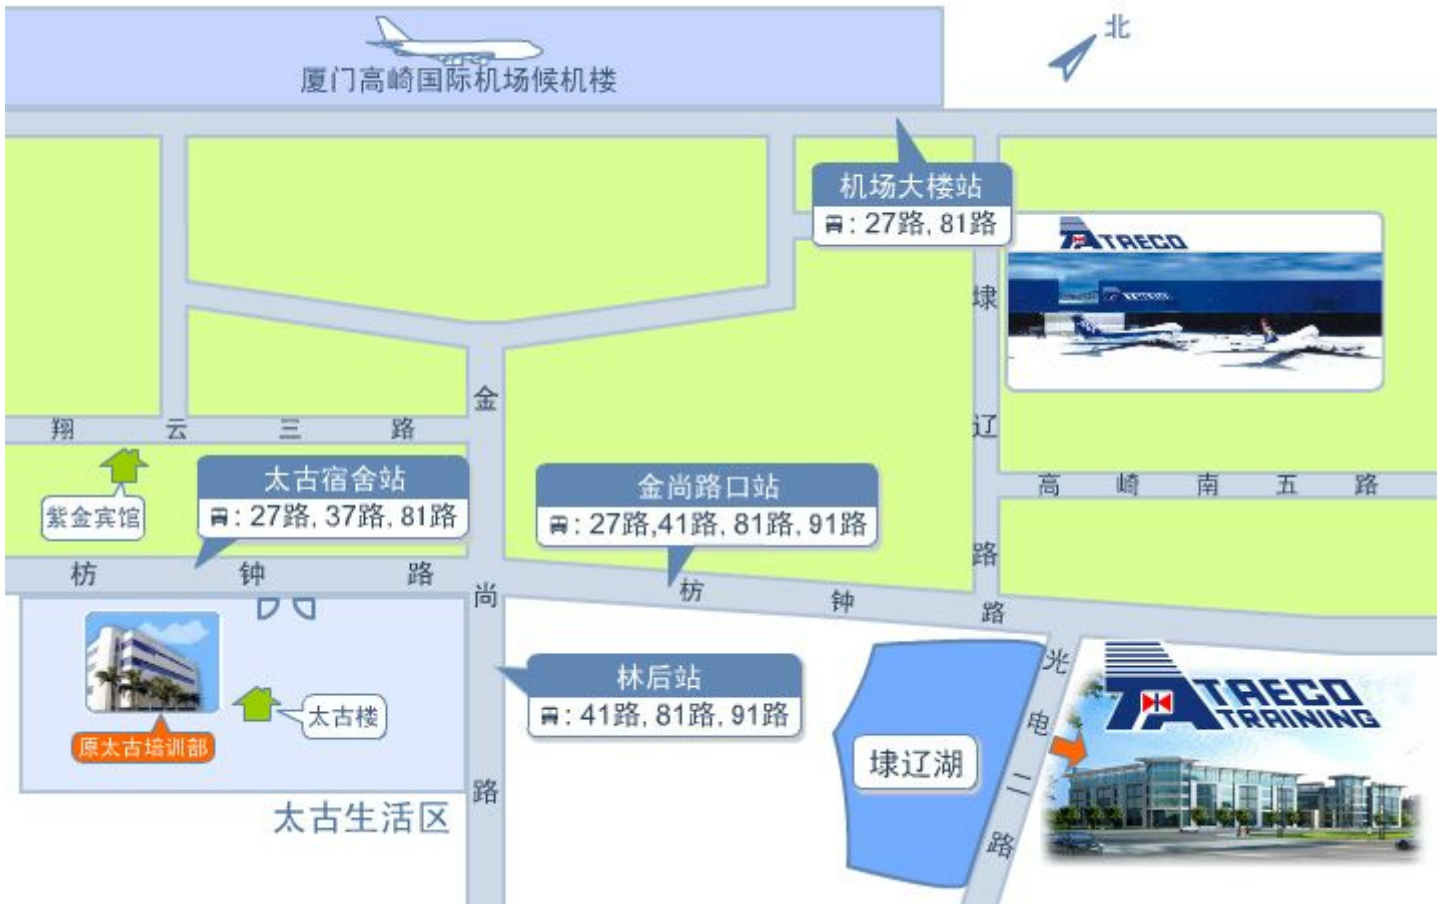 北
厦门高崎国际机场候机楼
机场大楼站
: 27路, 81路
TAECO
TAECO
埭辽路
金尚路
翔云三路
高崎南五路
紫金宾馆
太古宿舍站
: 27路, 37路, 81路
金尚路口站
: 27路,41路, 81路, 91路
枋钟路
枋钟路
林后站
: 41路, 81路, 91路
光电二路
TAECO
TRAINING
太古楼
原太古培训部
埭辽湖
太古生活区